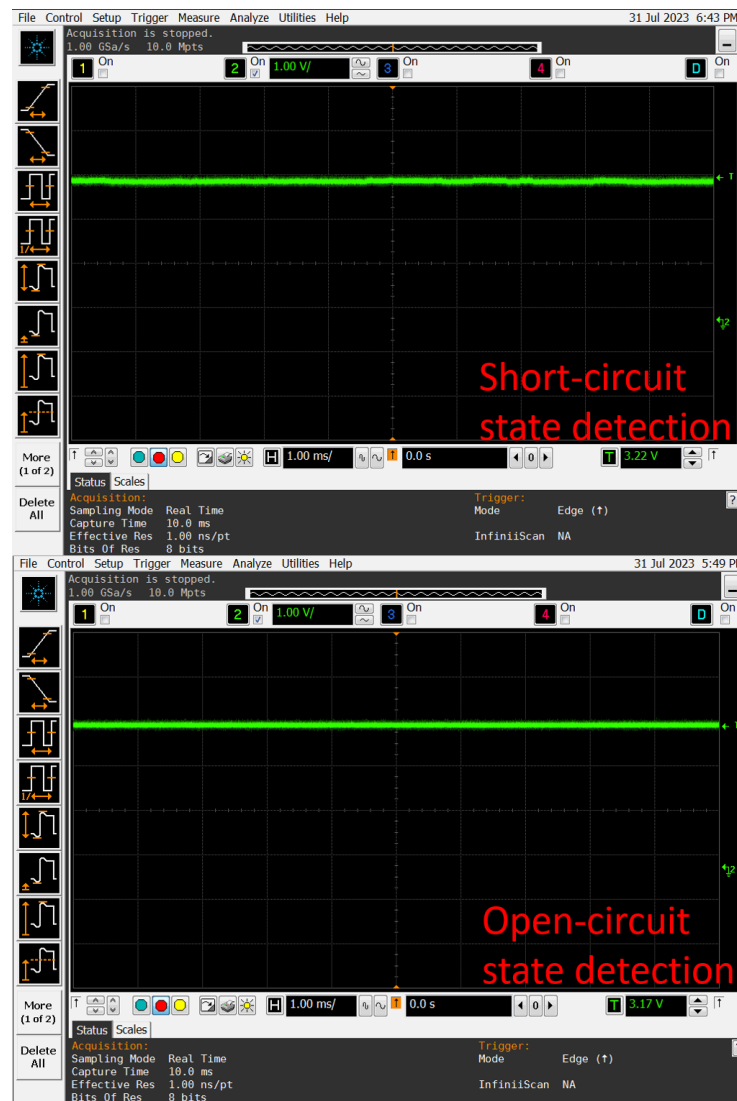 File Control Setup Trigger Measure Analyze Utilities Help 31 Jul 2023 6:43 PM
Acquisition is stopped.
1.00 GSa/s 10.0 Mpts
1 On 2 On 1.00 V/ 3 On 4 On D On
T
2
Short-circuit
state detection
More
(1 of 2)
H 1.00 ms/ 0.0 s 0 T 3.22 V
Status Scales
Delete
All
Acquisition: Trigger:
Sampling Mode Real Time Mode Edge (↑)
Capture Time 10.0 ms
Effective Res 1.00 ns/pt InfiniiScan NA
Bits Of Res 8 bits
?
File Control Setup Trigger Measure Analyze Utilities Help 31 Jul 2023 5:49 P
Acquisition is stopped.
1.00 GSa/s 10.0 Mpts
1 On 2 On 1.00 V/ 3 On 4 On D On
2
Open-circuit
state detection
More
(1 of 2)
H 1.00 ms/ 0.0 s 0 T 3.17 V
Status Scales
Delete
All
Acquisition: Trigger:
Sampling Mode Real Time Mode Edge (↑)
Capture Time 10.0 ms
Effective Res 1.00 ns/pt InfiniiScan NA
Bits Of Res 8 bits